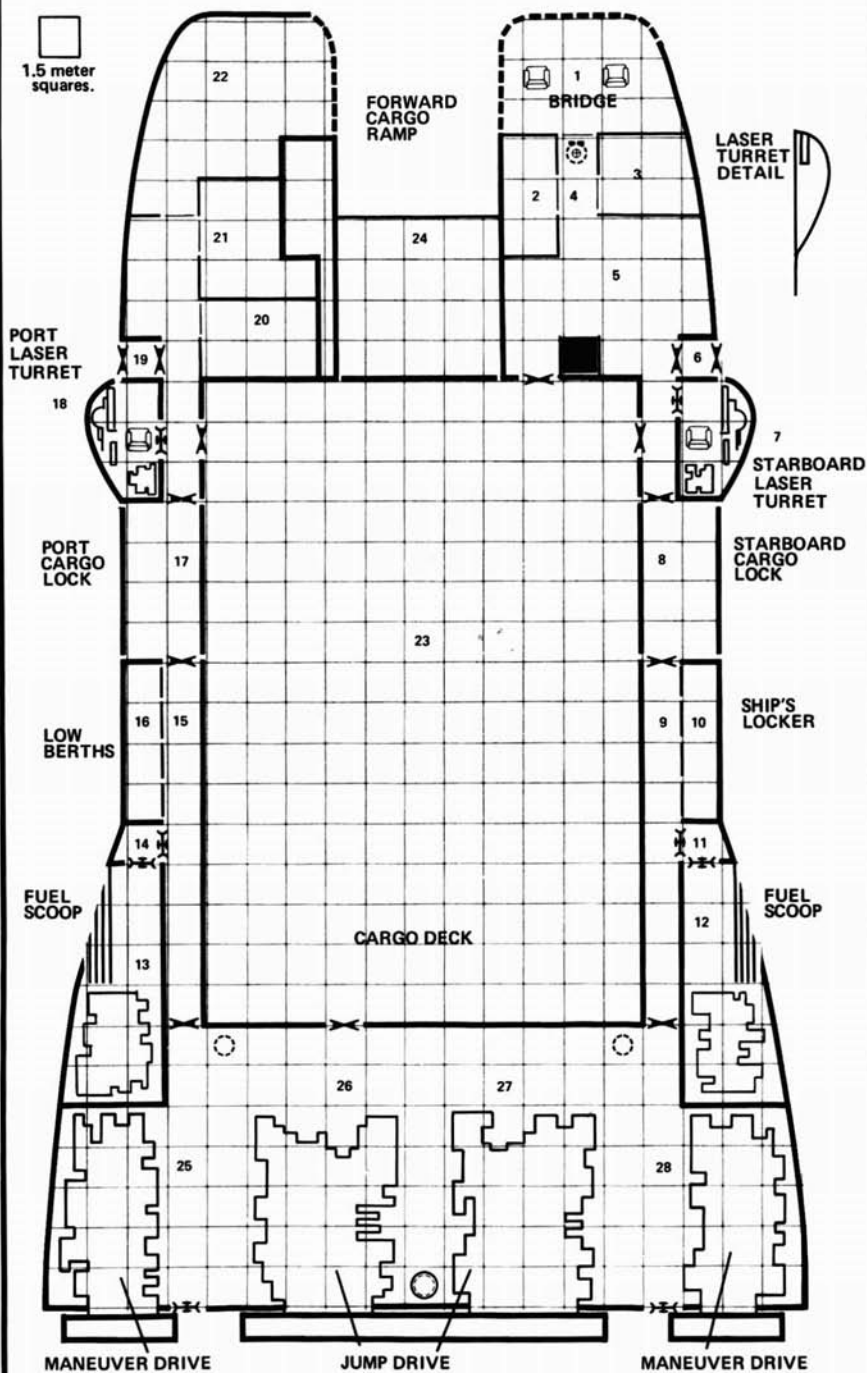 1.5 meter
squares.
22
FORWARD
CARGO
RAMP
1
BRIDGE
LASER
TURRET
DETAIL
2
4
3
21
24
5
20
PORT
LASER
TURRET
19
6
18
7
STARBOARD
LASER
TURRET
PORT
CARGO
LOCK
17
8
STARBOARD
CARGO
LOCK
23
LOW
BERTHS
16
15
9
10
SHIP'S
LOCKER
14
11
FUEL
SCOOP
13
12
FUEL
SCOOP
CARGO DECK
26
27
25
28
MANEUVER DRIVE
JUMP DRIVE
MANEUVER DRIVE